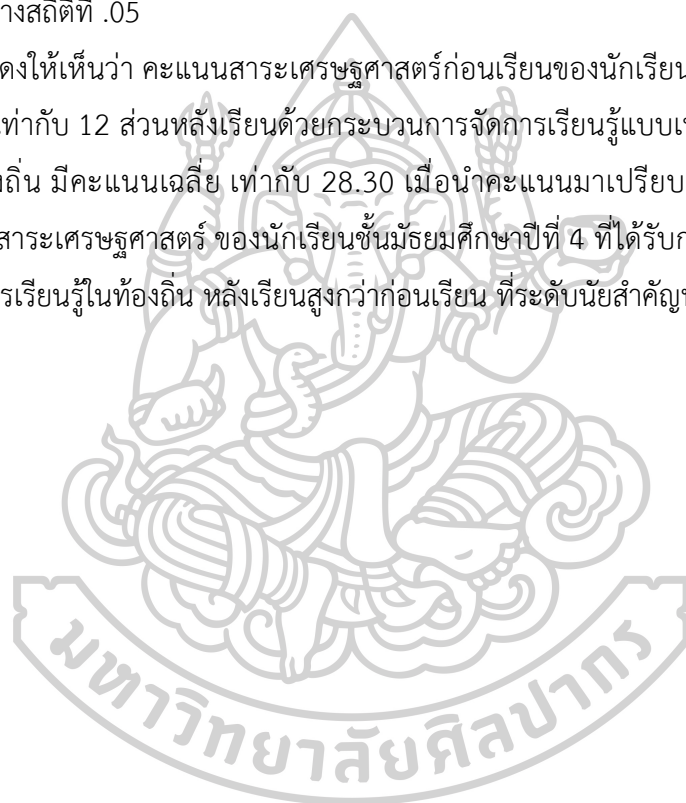 างสถิติที่ .05
ดงให้เห็นว่า คะแนนสาระเศรษฐศาสตร์ก่อนเรียนของนักเรียน
ท่ากับ 12 ส่วนหลังเรียนด้วยกระบวนการจัดการเรียนรู้แบบเ
งถิ่น มีคะแนนเฉลี่ย เท่ากับ 28.30 เมื่อนำคะแนนมาเปรียบ
สาระเศรษฐศาสตร์ ของนักเรียนชั้นมัธยมศึกษาปีที่ 4 ที่ได้รับก
รเรียนรู้ในท้องถิ่น หลังเรียนสูงกว่าก่อนเรียน ที่ระดับนัยสำคัญ
มหาวิทยาลัยศิลปากร